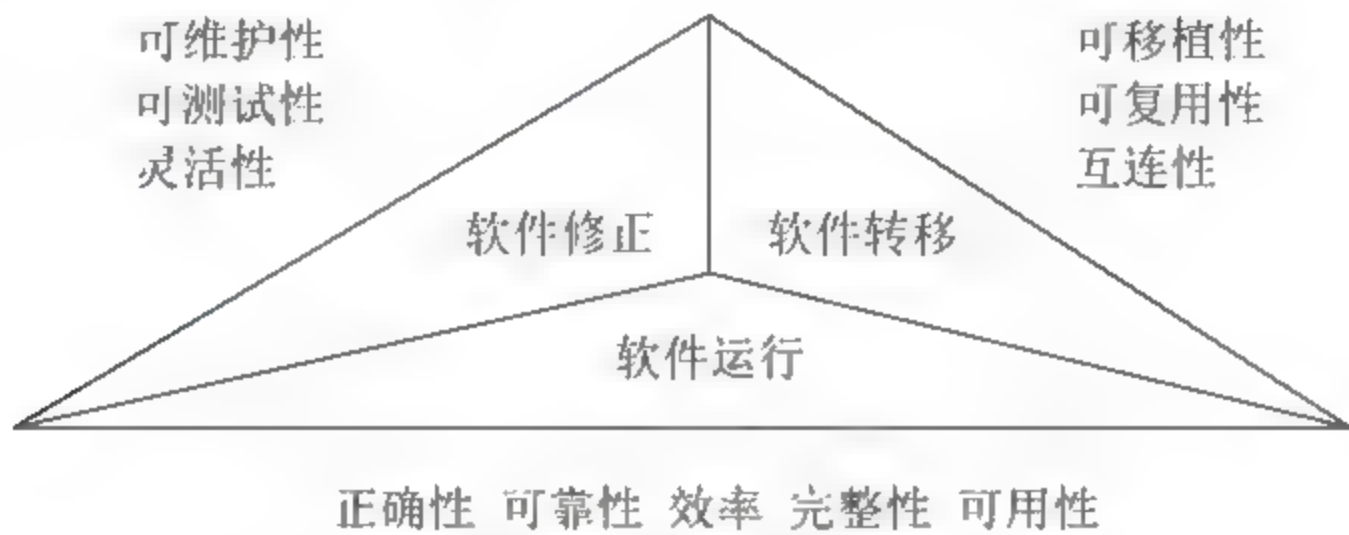 可维护性
可测试性
灵活性
可移植性
可复用性
互连性
软件修正
软件转移
软件运行
正确性 可靠性 效率 完整性 可用性